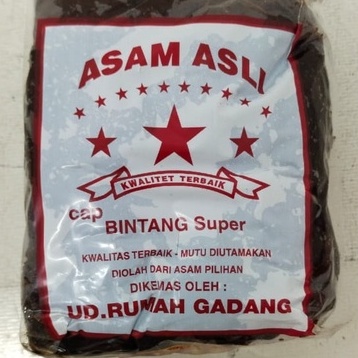 ASAM ASLI
KWALITET TERBAIK
cap
BINTANG Super
KWALITAS TERBAIK - MUTU DIUTAMAKAN
DIOLAH DARI ASAM PILIHAN
DIKEMAS OLEH :
UD.RUMAH GADANG